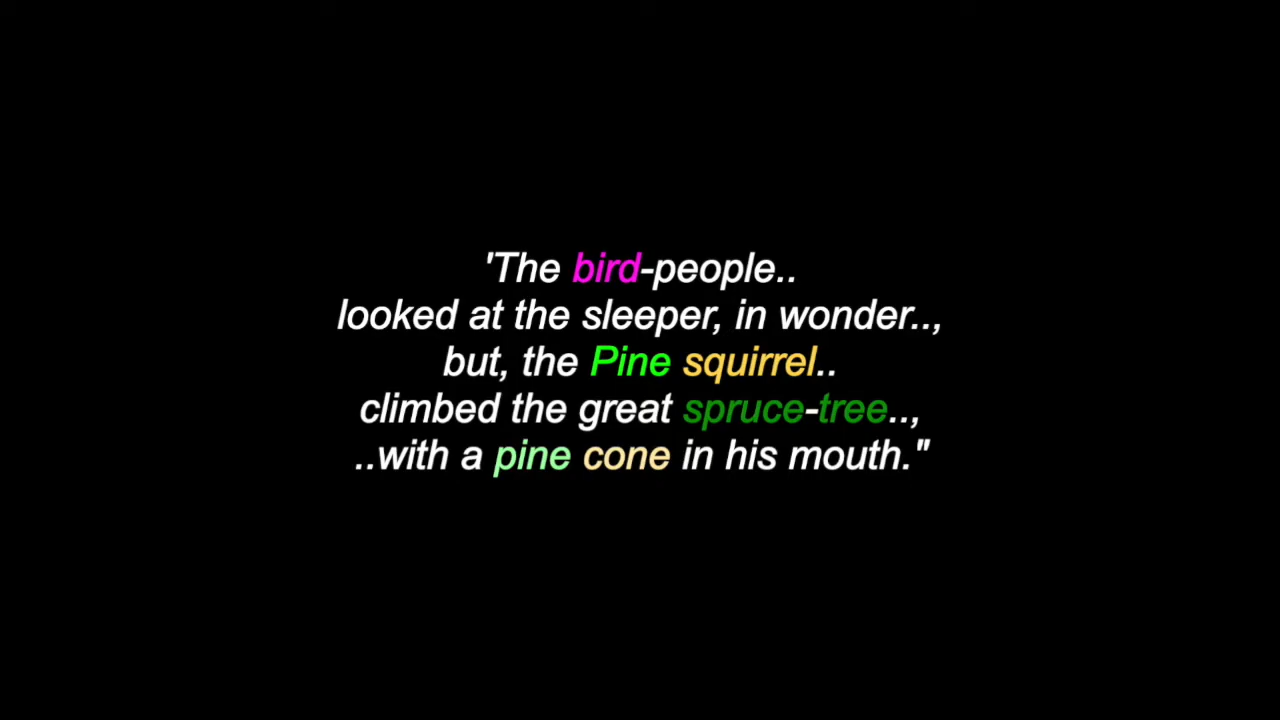 'The bird-people..
looked at the sleeper, in wonder..,
but, the Pine squirrel..
climbed the great spruce-tree..,
..with a pine cone in his mouth."